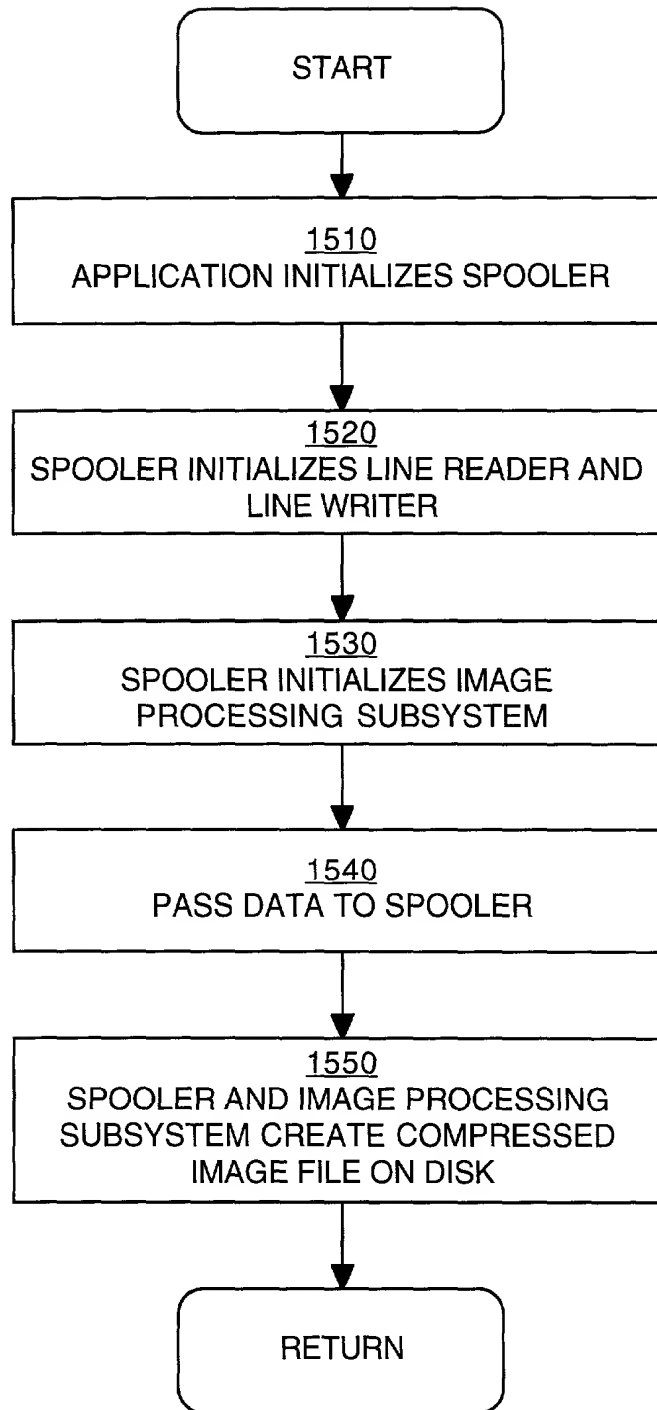 START
1510
APPLICATION INITIALIZES SPOOLER
1520
SPOOLER INITIALIZES LINE READER AND
LINE WRITER
1530
SPOOLER INITIALIZES IMAGE
PROCESSING SUBSYSTEM
1540
PASS DATA TO SPOOLER
1550
SPOOLER AND IMAGE PROCESSING
SUBSYSTEM CREATE COMPRESSED
IMAGE FILE ON DISK
RETURN